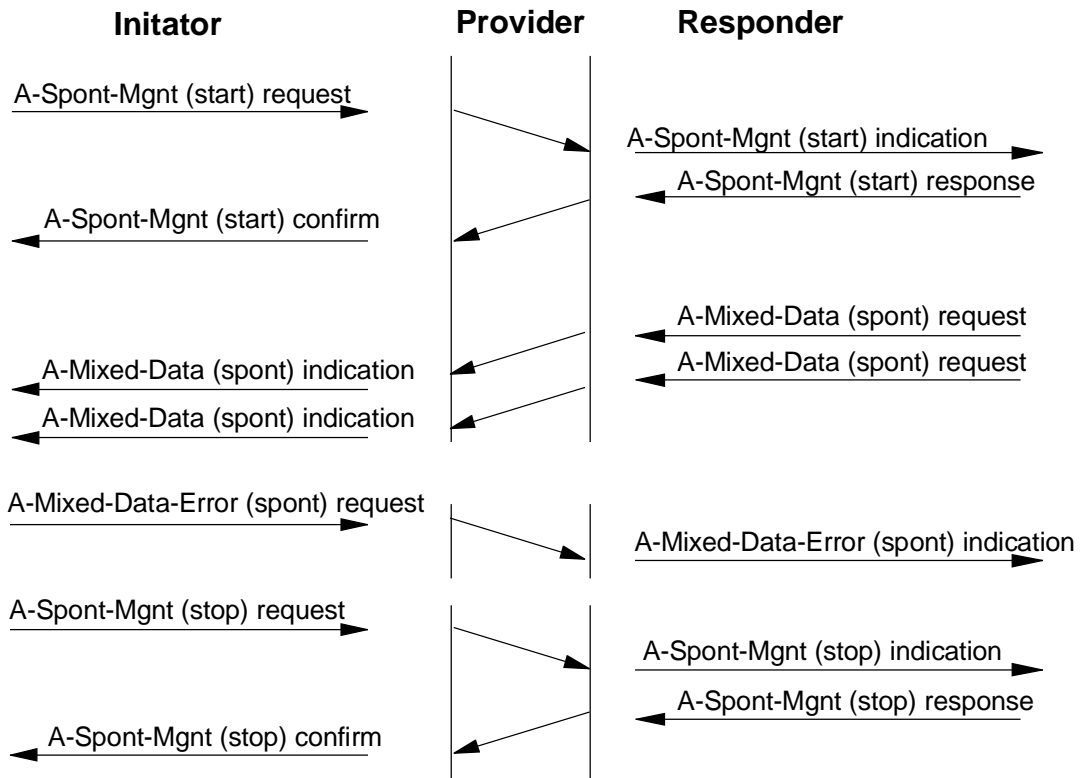 Initator Provider Responder
A-Spont-Mgnt (start) request
A-Spont-Mgnt (start) indication
A-Spont-Mgnt (start) response
A-Spont-Mgnt (start) confirm
A-Mixed-Data (spont) request
A-Mixed-Data (spont) request
A-Mixed-Data (spont) indication
A-Mixed-Data (spont) indication
A-Mixed-Data-Error (spont) request
A-Mixed-Data-Error (spont) indication
A-Spont-Mgnt (stop) request
A-Spont-Mgnt (stop) indication
A-Spont-Mgnt (stop) response
A-Spont-Mgnt (stop) confirm